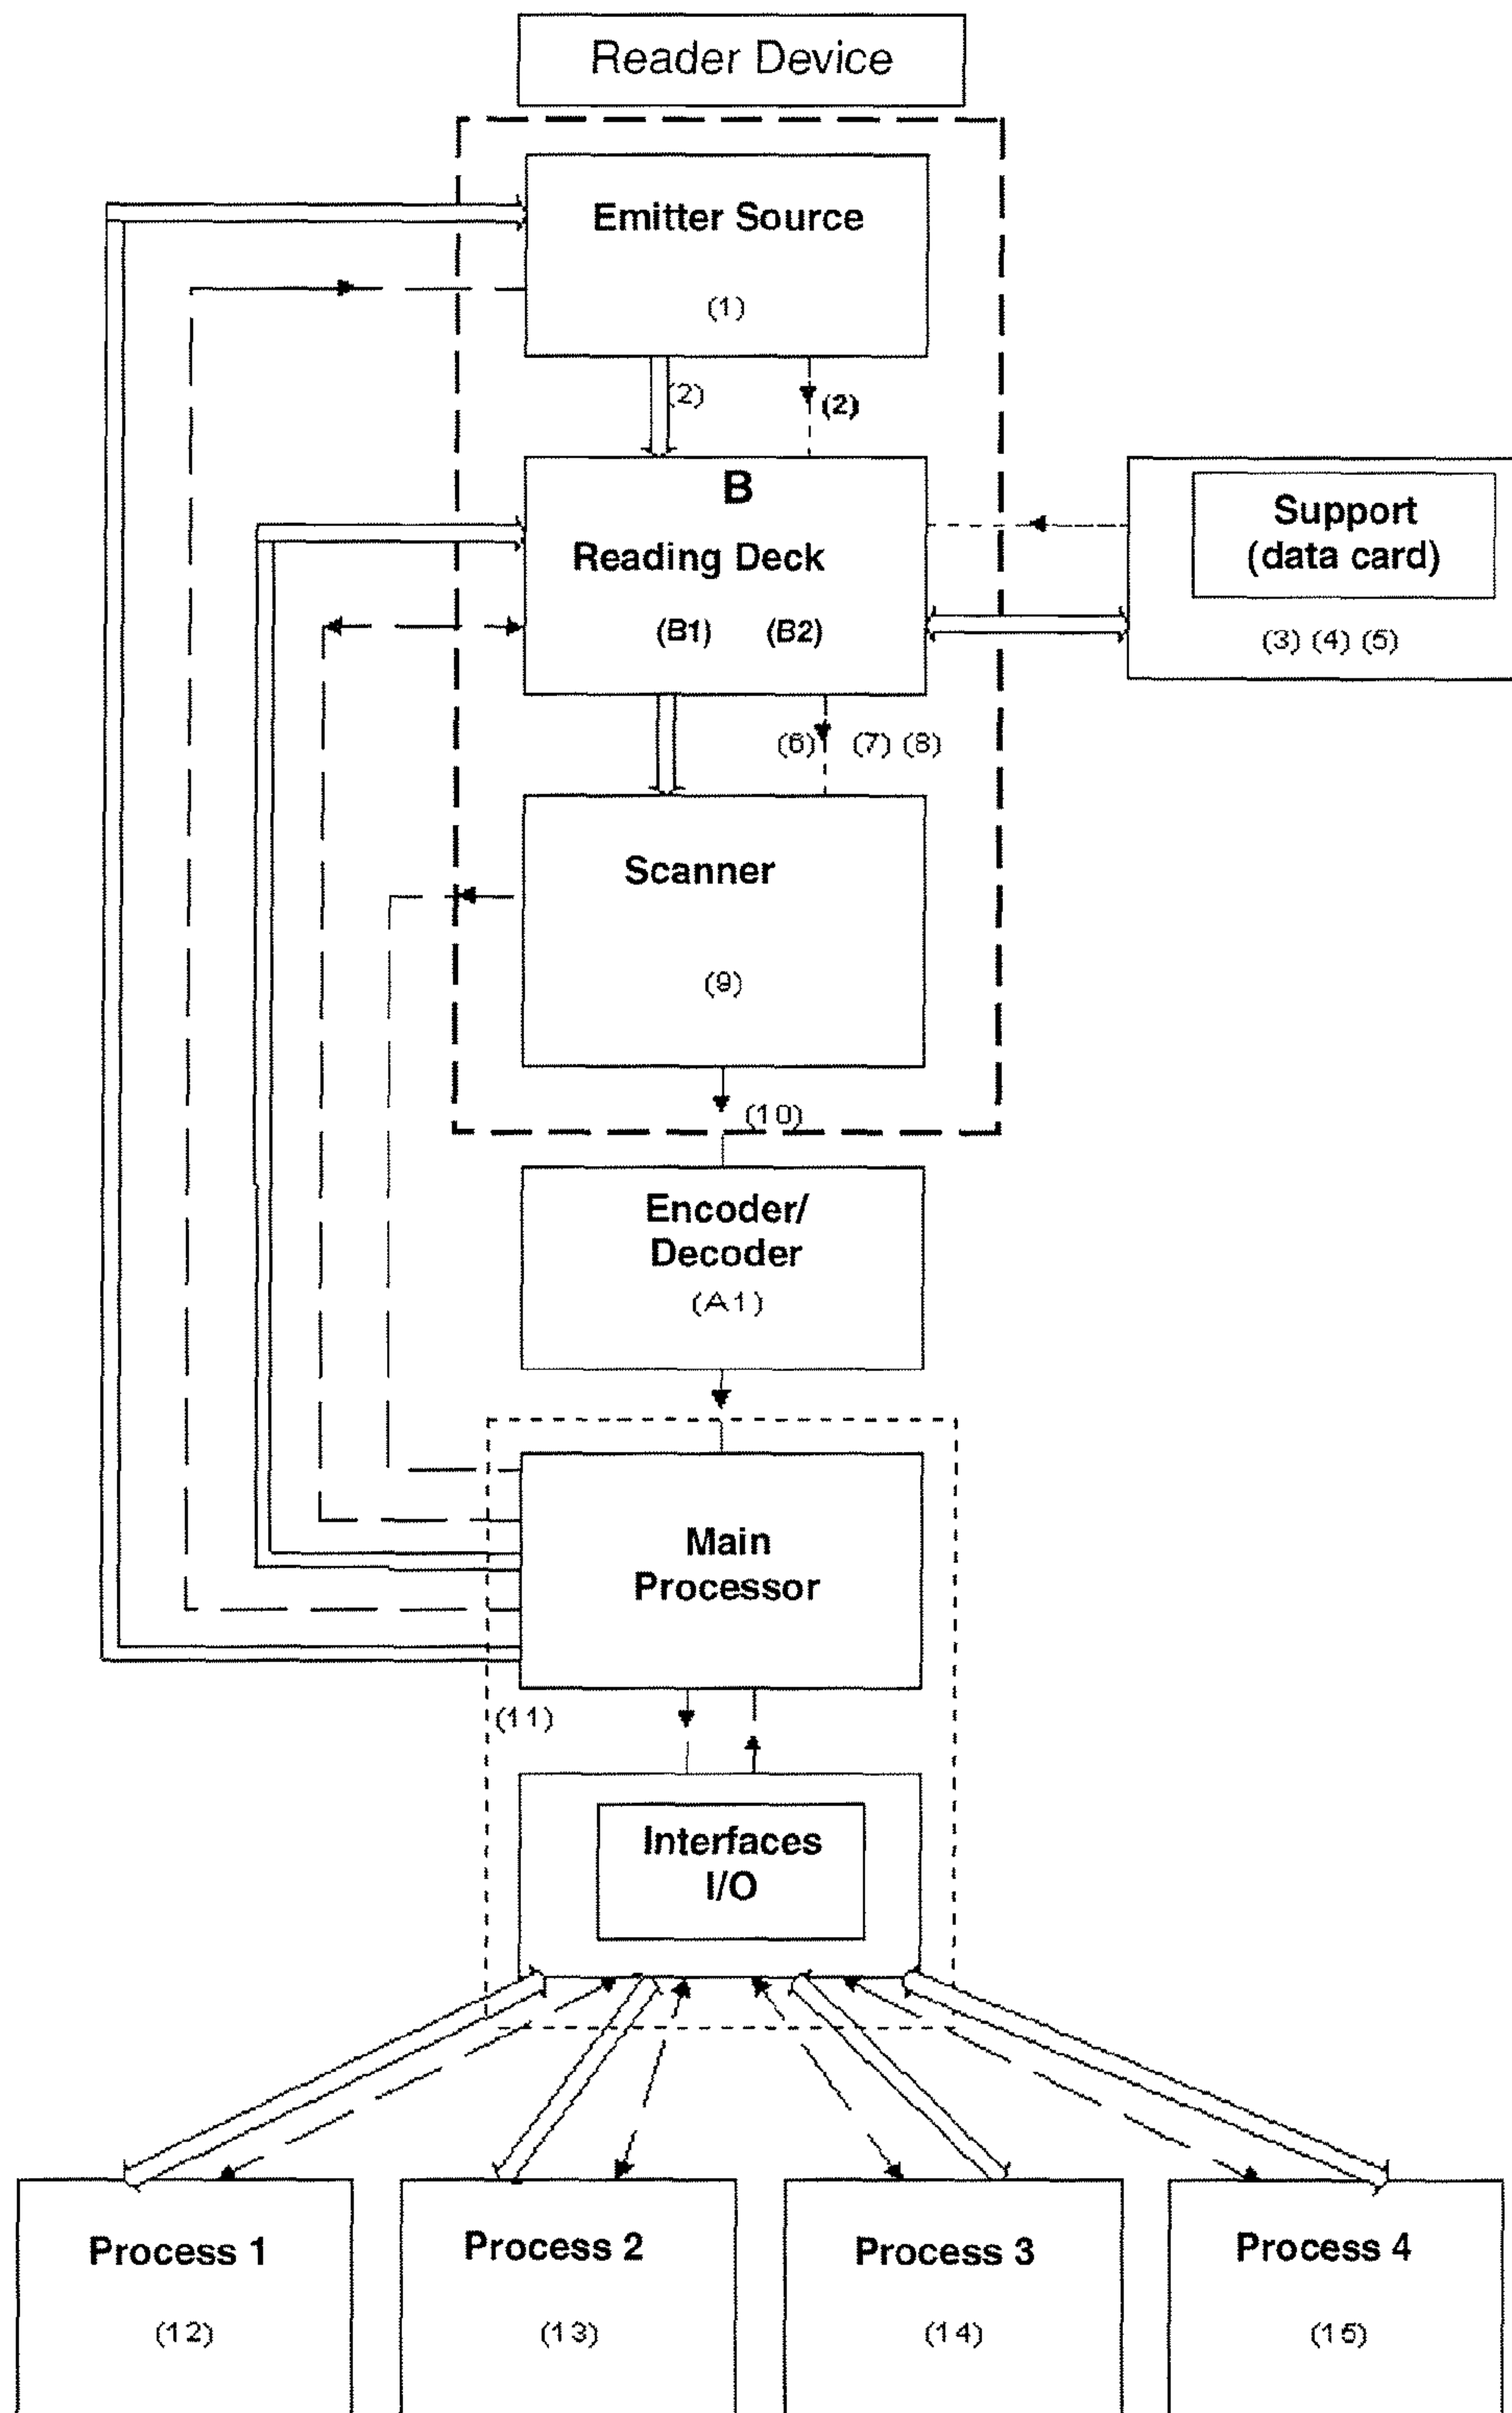 Reader Device
Emitter Source
(1)
(2)
(2)
B
Reading Deck
(B1) (B2)
Support
(data card)
(3) (4) (5)
(6) (7) (8)
Scanner
(9)
(10)
Encoder/
Decoder
(A1)
Main
Processor
(11)
Interfaces
I/O
Process 1
(12)
Process 2
(13)
Process 3
(14)
Process 4
(15)